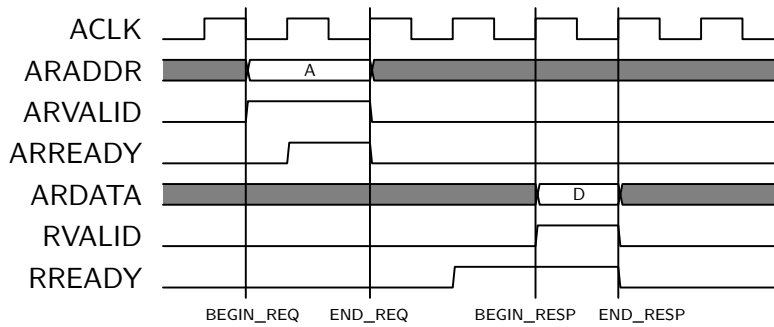 ACLK
ARADDR
A
ARVALID
ARREADY
ARDATA
D
RVALID
RREADY
BEGIN_REQ END_REQ BEGIN_RESP END_RESP